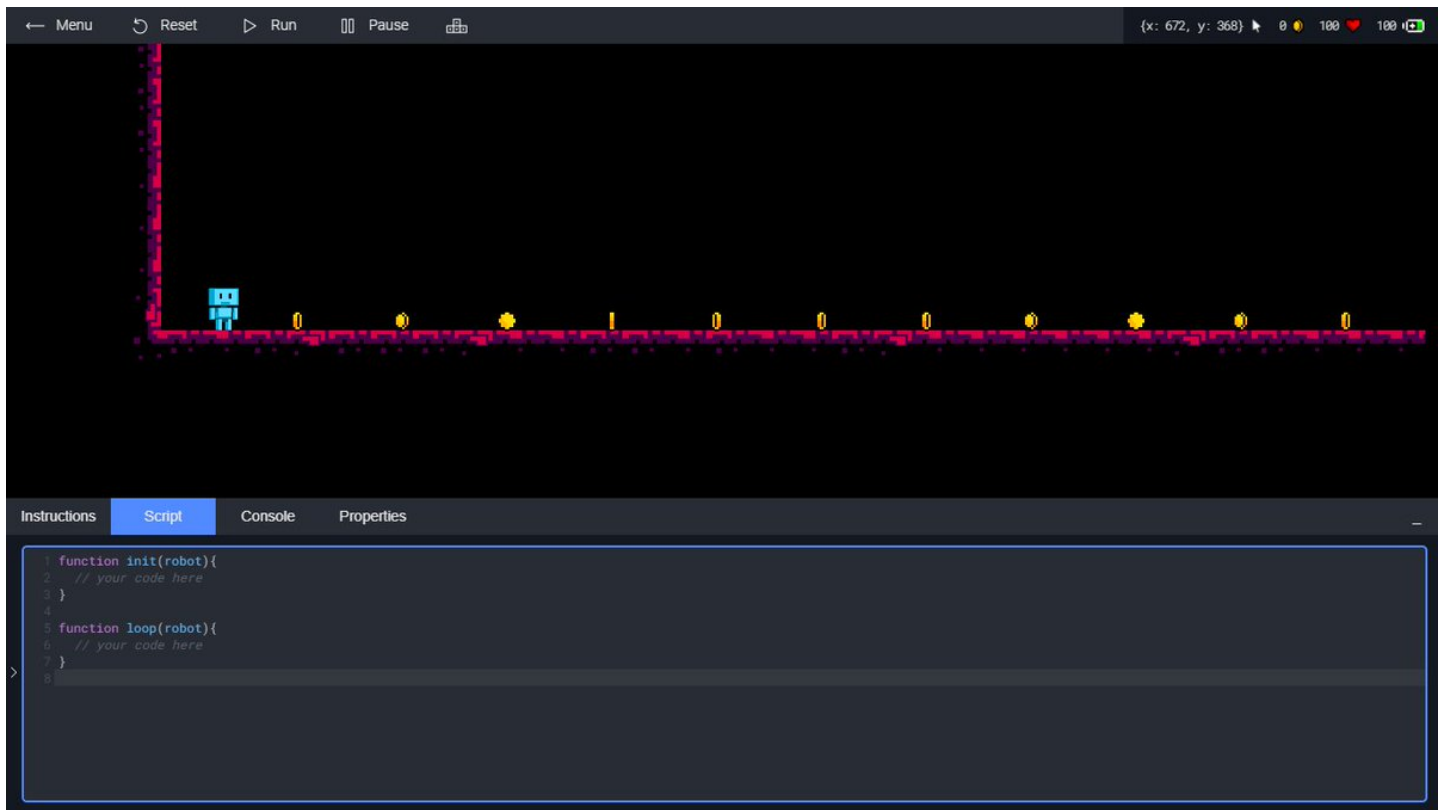 ← Menu Reset Run Pause {x: 672, y: 368} 0 100 100
Instructions Script Console Properties
1 function init(robot){
2 // your code here
3 }
4
5 function loop(robot){
6 // your code here
7 }
8